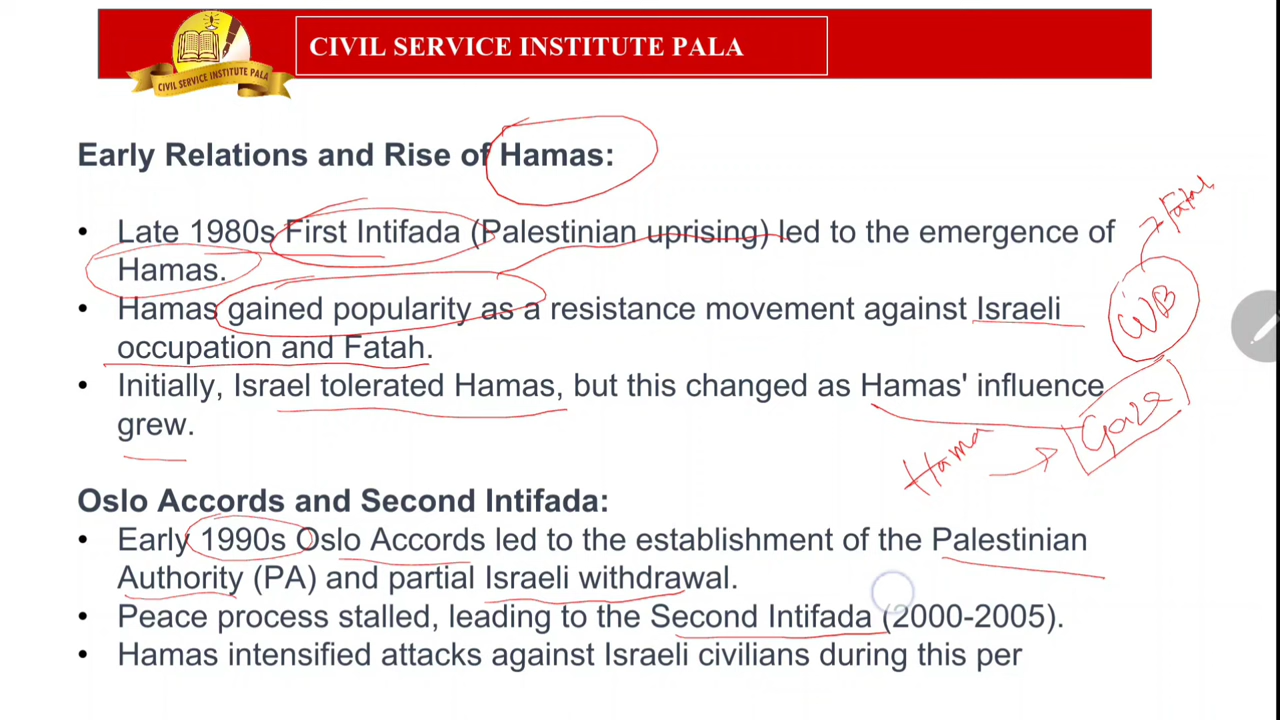 CIVIL SERVICE INSTITUTE PALA
CIVIL SERVICE INSTITUTE PALA
Early Relations and Rise of Hamas:
• Late 1980s First Intifada (Palestinian uprising) led to the emergence of
Hamas.
• Hamas gained popularity as a resistance movement against Israeli
occupation and Fatah.
• Initially, Israel tolerated Hamas, but this changed as Hamas' influence
grew.
Fatah
WB
Gaza
Hama
Oslo Accords and Second Intifada:
• Early 1990s Oslo Accords led to the establishment of the Palestinian
Authority (PA) and partial Israeli withdrawal.
• Peace process stalled, leading to the Second Intifada (2000-2005).
• Hamas intensified attacks against Israeli civilians during this per